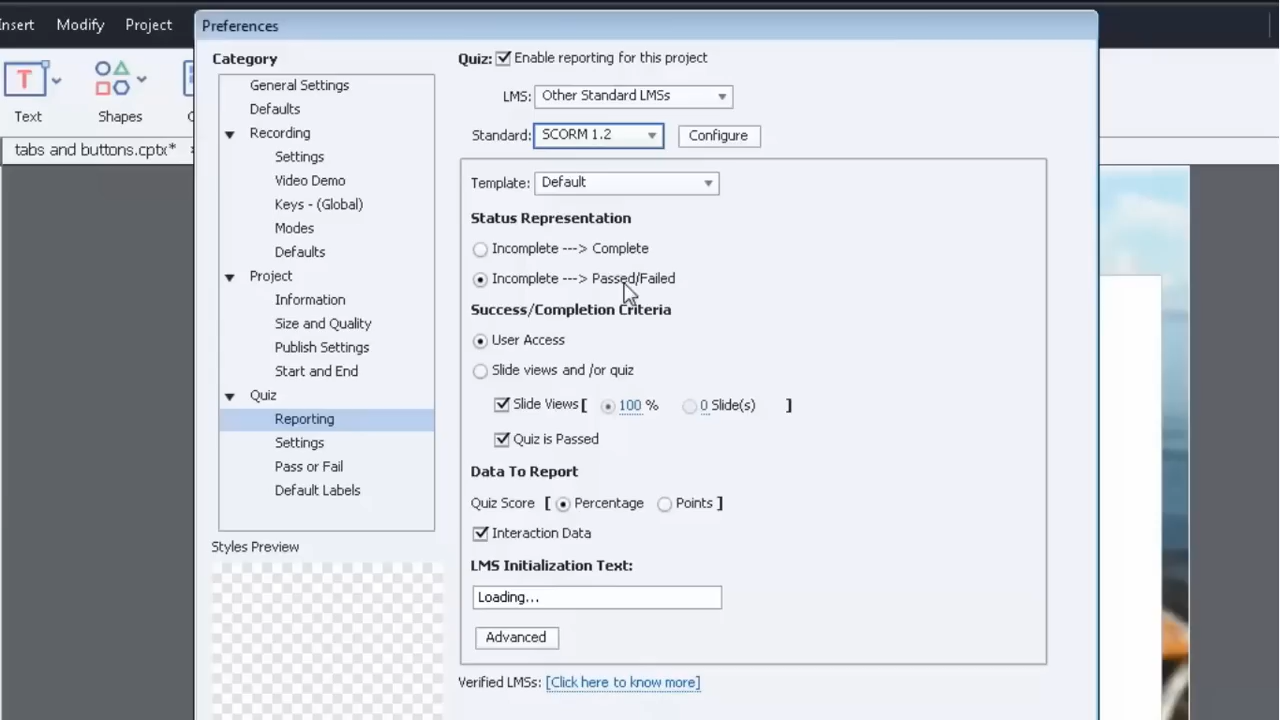 Insert Modify Project
Preferences
Text
Shapes
tabs and buttons.cptx*
Category
General Settings
Defaults
Recording
Settings
Video Demo
Keys - (Global)
Modes
Defaults
Project
Information
Size and Quality
Publish Settings
Start and End
Quiz
Reporting
Settings
Pass or Fail
Default Labels
Styles Preview
Quiz: Enable reporting for this project
LMS: Other Standard LMSs
Standard: SCORM 1.2 Configure
Template: Default
Status Representation
Incomplete ---> Complete
Incomplete ---> Passed/Failed
Success/Completion Criteria
User Access
Slide views and /or quiz
Slide Views [ 100 % 0 Slide(s) ]
Quiz is Passed
Data To Report
Quiz Score [ Percentage Points ]
Interaction Data
LMS Initialization Text:
Loading...
Advanced
Verified LMSs: [Click here to know more]